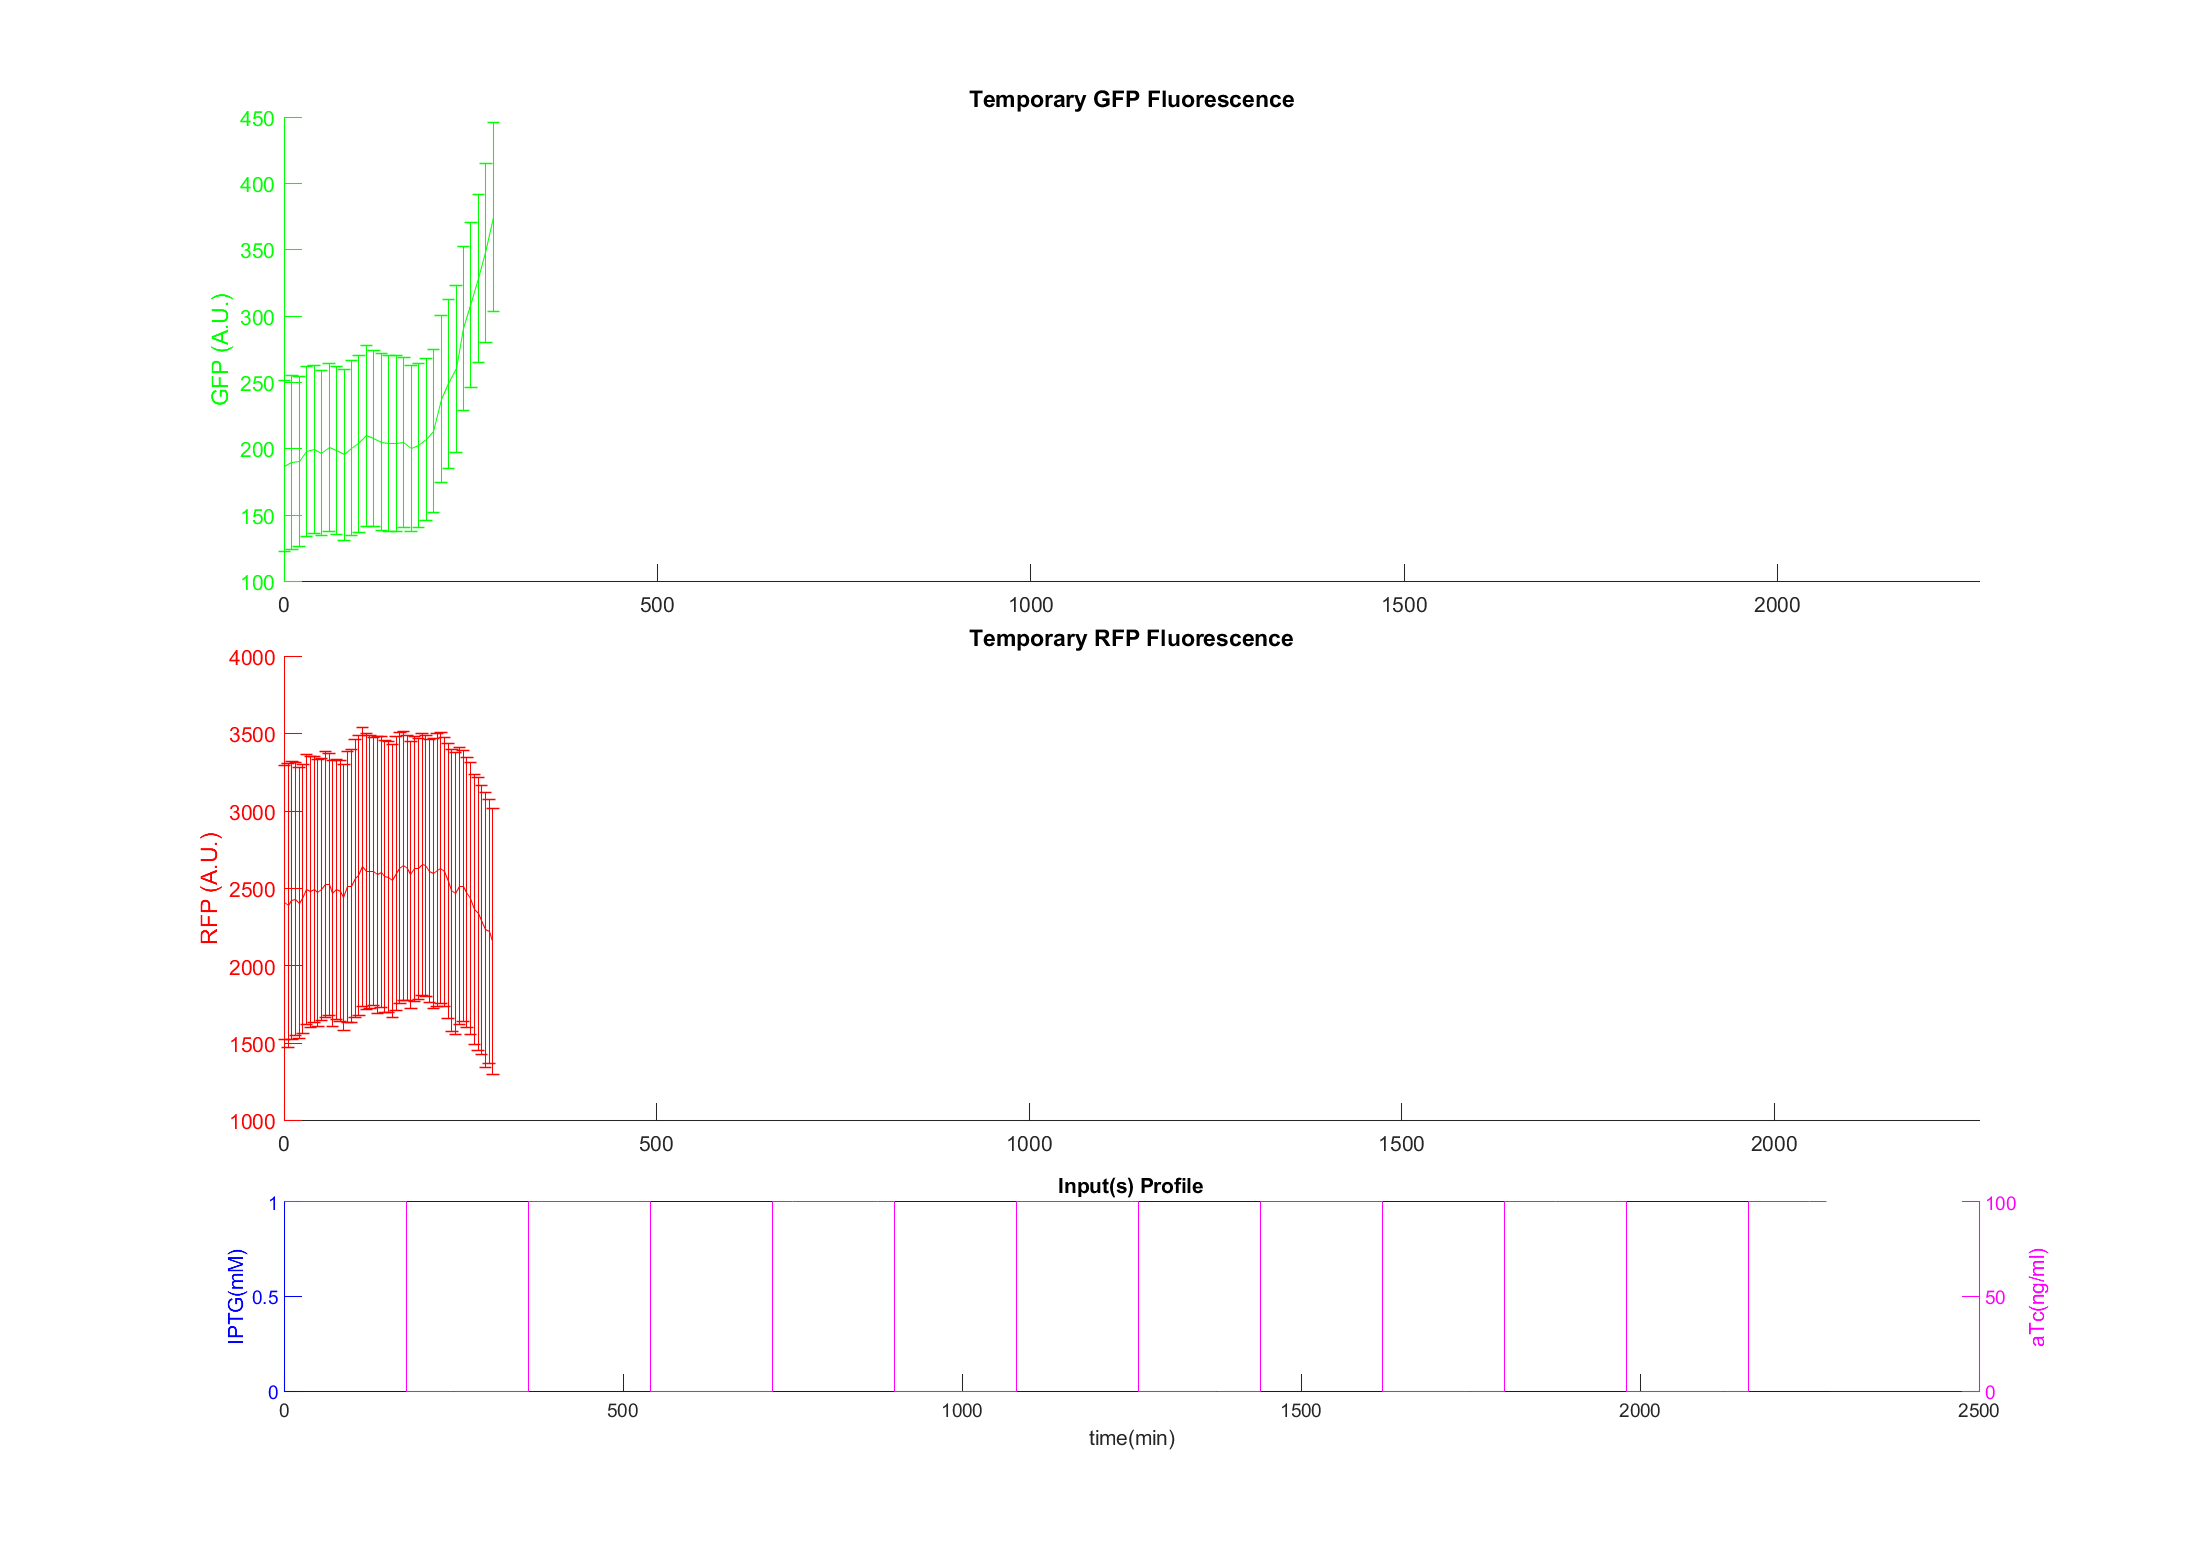 Temporary GFP Fluorescence
450
400
350
300
250
200
150
100
GFP (A.U.)
0 500 1000 1500 2000
Temporary RFP Fluorescence
4000
3500
3000
2500
2000
1500
1000
RFP (A.U.)
0 500 1000 1500 2000
Input(s) Profile
1
0.5
0
IPTG(mM)
100
50
0
aTc(ng/ml)
0 500 1000 1500 2000 2500
time(min)